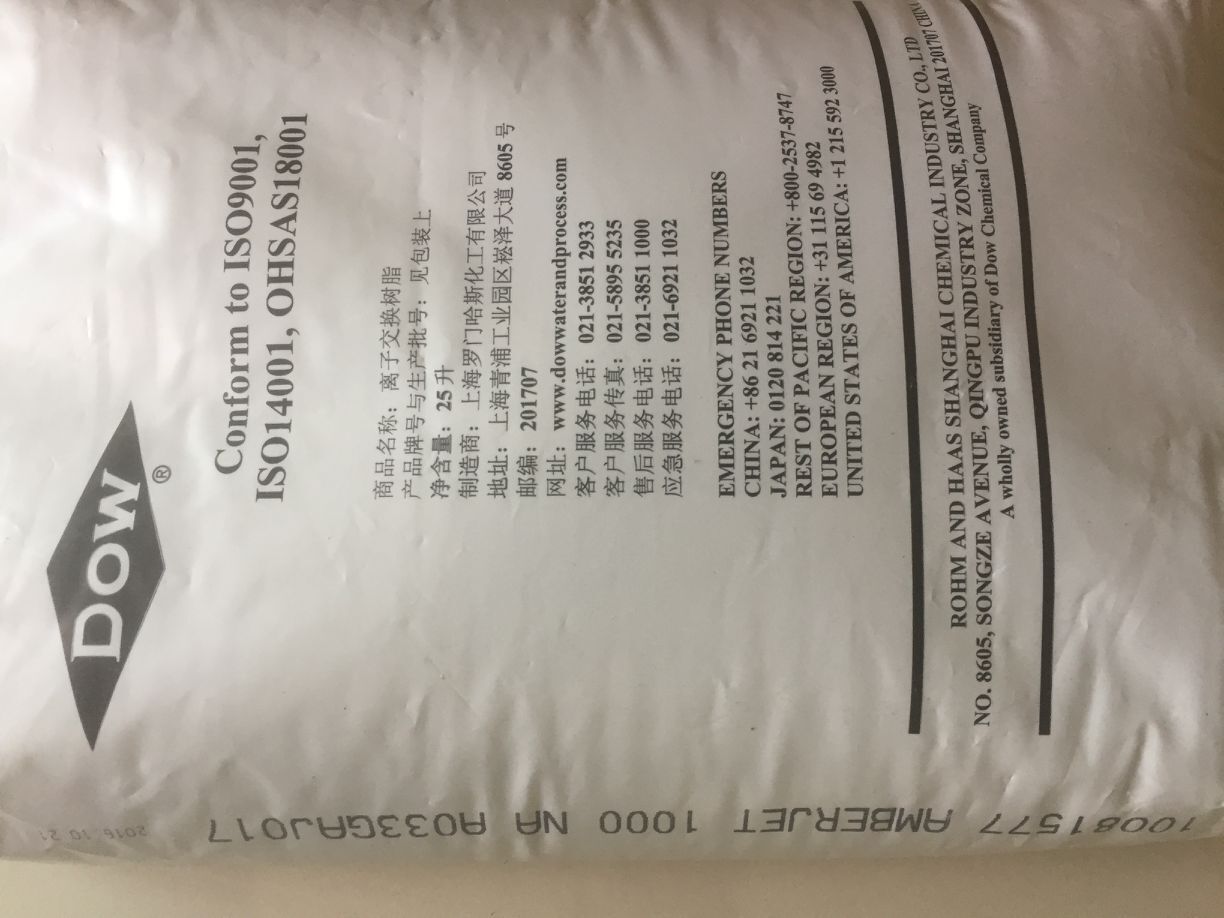 DOW
®
Conform to ISO9001,
ISO14001, OHSAS18001
商品名称：离子交换树脂
产品牌号与生产批号：见包装上
净含量：25 升
制造商：上海罗门哈斯化工有限公司
地址：上海青浦工业园区崧泽大道 8605 号
邮编：201707
网址：www.dowwaterandprocess.com
客户服务电话：021-3851 2933
客户服务传真：021-5895 5235
售后服务电话：021-3851 1000
应急服务电话：021-6921 1032
EMERGENCY PHONE NUMBERS
CHINA: +86 21 6921 1032
JAPAN: 0120 814 221
REST OF PACIFIC REGION: +800-2537-8747
EUROPEAN REGION: +31 115 69 4982
UNITED STATES OF AMERICA: +1 215 592 3000
ROHM AND HAAS SHANGHAI CHEMICAL INDUSTRY CO., LTD
NO. 8605, SONGZE AVENUE, QINGPU INDUSTRY ZONE, SHANGHAI 201707 CHINA
A wholly owned subsidiary of Dow Chemical Company
10081577 AMBERJET 1000 NA A033GAJ017
2016.10.21